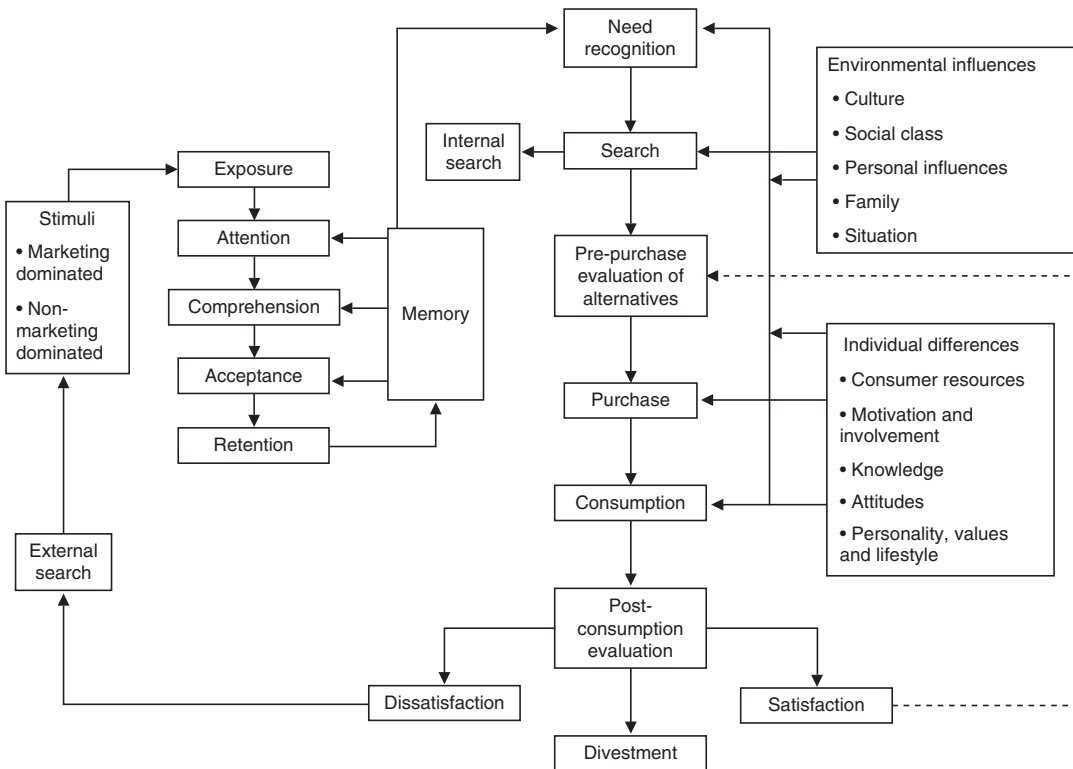 Need
recognition
Environmental influences
• Culture
• Social class
• Personal influences
• Family
• Situation
Internal
search
Search
Exposure
Stimuli
• Marketing
dominated
• Non-
marketing
dominated
Attention
Comprehension
Acceptance
Retention
Memory
Pre-purchase
evaluation of
alternatives
Individual differences
• Consumer resources
• Motivation and
involvement
• Knowledge
• Attitudes
• Personality, values
and lifestyle
Purchase
Consumption
External
search
Post-
consumption
evaluation
Dissatisfaction
Satisfaction
Divestment